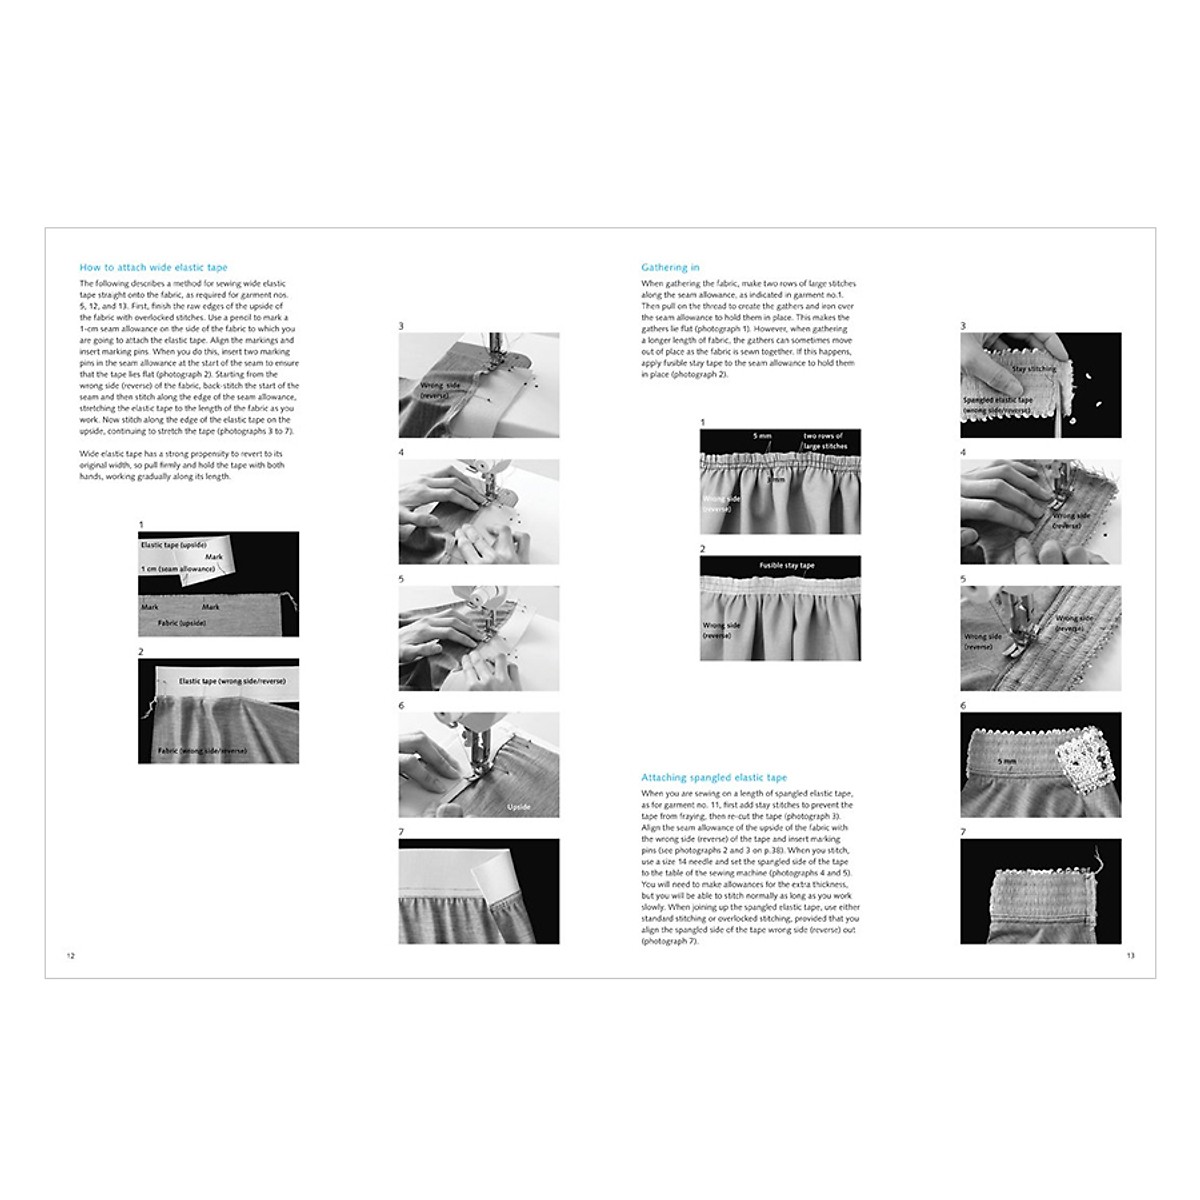 How to attach wide elastic tape
The following describes a method for sewing wide elastic
tape straight onto the fabric, as required for garment nos.
5, 12, and 13. First, finish the raw edges of the upside of
the fabric with overlocked stitches. Use a pencil to mark a
1-cm seam allowance on the side of the fabric to which you
are going to attach the elastic tape. Align the markings and
insert marking pins. When you do this, insert two marking
pins in the seam allowance at the start of the seam to ensure
that the tape lies flat (photograph 2). Starting from the
wrong side (reverse) of the fabric, back-stitch the start of the
seam and then stitch along the edge of the seam allowance,
stretching the elastic tape to the length of the fabric as you
work. Now stitch along the edge of the elastic tape on the
upside, continuing to stretch the tape (photographs 3 to 7).
Wide elastic tape has a strong propensity to revert to its
original width, so pull firmly and hold the tape with both
hands, working gradually along its length.
1
Elastic tape (upside)
Mark
1 cm (seam allowance)
Mark
Mark
Fabric (upside)
2
Elastic tape (wrong side/reverse)
Fabric (wrong side/reverse)
3
Wrong side
(reverse)
4
5
6
Upside
7
12
Gathering in
When gathering the fabric, make two rows of large stitches
along the seam allowance, as indicated in garment no.1.
Then pull on the thread to create the gathers and iron over
the seam allowance to hold them in place. This makes the
gathers lie flat (photograph 1). However, when gathering
a longer length of fabric, the gathers can sometimes move
out of place as the fabric is sewn together. If this happens,
apply fusible stay tape to the seam allowance to hold them
in place (photograph 2).
1
5 mm
two rows of
large stitches
3 mm
Wrong side
(reverse)
2
Fusible stay tape
Wrong side
(reverse)
Attaching spangled elastic tape
When you are sewing on a length of spangled elastic tape,
as for garment no. 11, first add stay stitches to prevent the
tape from fraying, then re-cut the tape (photograph 3).
Align the seam allowance of the upside of the fabric with
the wrong side (reverse) of the tape and insert marking
pins (see photographs 2 and 3 on p.38). When you stitch,
use a size 14 needle and set the spangled side of the tape
to the table of the sewing machine (photographs 4 and 5).
You will need to make allowances for the extra thickness,
but you will be able to stitch normally as long as you work
slowly. When joining up the spangled elastic tape, use either
standard stitching or overlocked stitching, provided that you
align the spangled side of the tape wrong side (reverse) out
(photograph 7).
3
Stay stitching
Spangled elastic tape
(wrong side/reverse)
4
Wrong side
(reverse)
5
Wrong side
(reverse)
Wrong side
(reverse)
6
5 mm
7
13